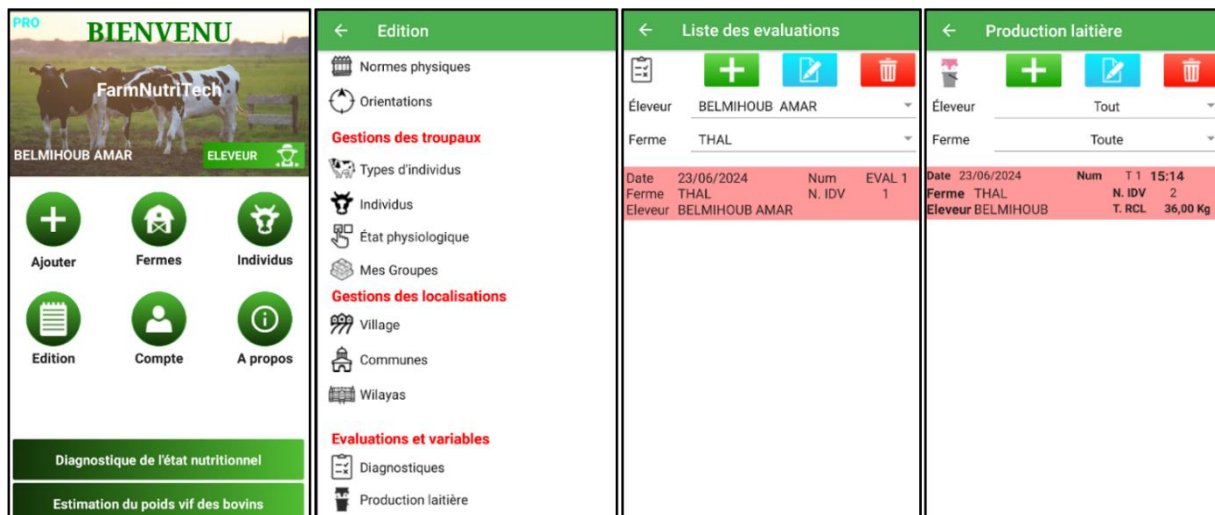 PRO
BIENVENU
FarmNutriTech
BELMIHOUB AMAR
ELEVEUR
Ajouter
Fermes
Individus
Edition
Compte
A propos
Diagnostique de l'état nutritionnel
Estimation du poids vif des bovins
Edition
Normes physiques
Orientations
Gestions des troupaux
Types d'individus
Individus
État physiologique
Mes Groupes
Gestions des localisations
Village
Communes
Wilayas
Evaluations et variables
Diagnostiques
Production laitière
Liste des evaluations
Éleveur BELMIHOUB AMAR
Ferme THAL
Date 23/06/2024 Num EVAL 1
Ferme THAL N. IDV 1
Eleveur BELMIHOUB AMAR
Production laitière
Éleveur Tout
Ferme Toute
Date 23/06/2024 Num T 1 15:14
Ferme THAL N. IDV 2
Eleveur BELMIHOUB T. RCL 36,00 Kg